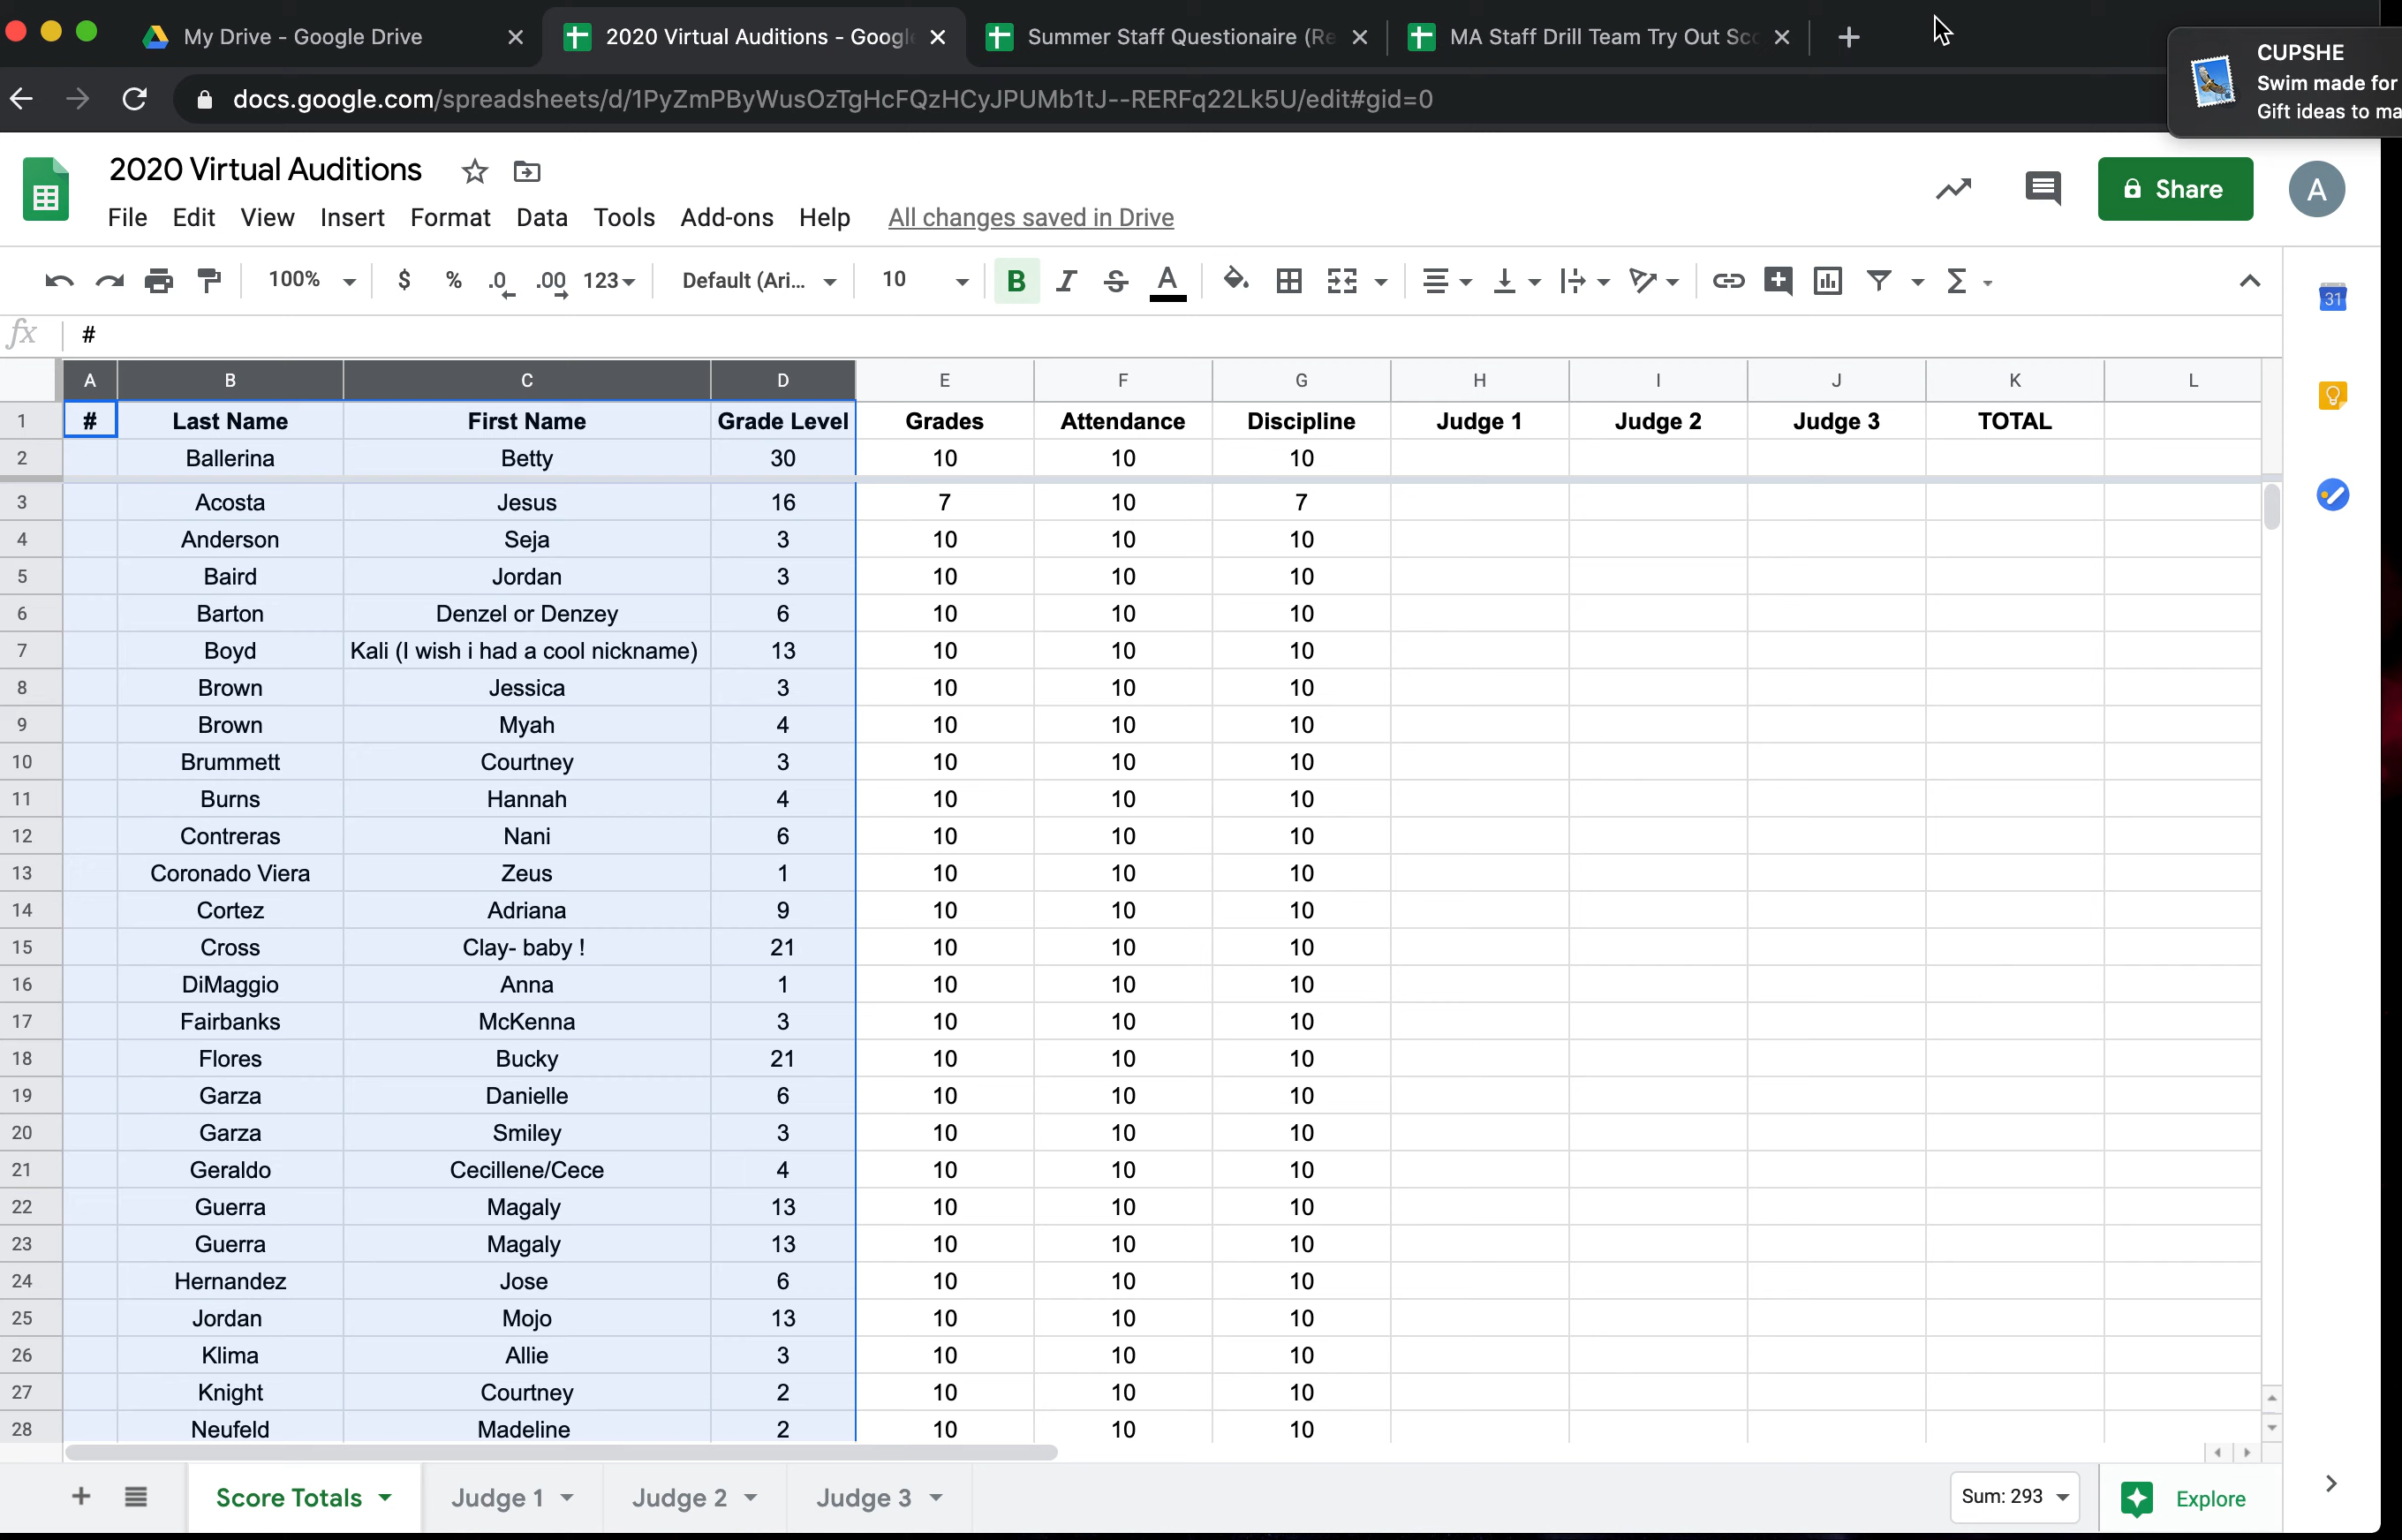 My Drive - Google Drive
2020 Virtual Auditions - Googl
Summer Staff Questionaire (Re
MA Staff Drill Team Try Out Sco
CUPSHE
Swim made for
Gift ideas to ma
docs.google.com/spreadsheets/d/1PyZmPByWusOzTgHcFQzHCyJPUMb1tJ--RERFq22Lk5U/edit#gid=0
2020 Virtual Auditions
File Edit View Insert Format Data Tools Add-ons Help All changes saved in Drive
Share
A
100% $ % .0 .00 123 Default (Ari... 10 B I S A
31
fx #
A B C D E F G H I J K L
1 # Last Name First Name Grade Level Grades Attendance Discipline Judge 1 Judge 2 Judge 3 TOTAL
2 Ballerina Betty 30 10 10 10
3 Acosta Jesus 16 7 10 7
4 Anderson Seja 3 10 10 10
5 Baird Jordan 3 10 10 10
6 Barton Denzel or Denzey 6 10 10 10
7 Boyd Kali (I wish i had a cool nickname) 13 10 10 10
8 Brown Jessica 3 10 10 10
9 Brown Myah 4 10 10 10
10 Brummett Courtney 3 10 10 10
11 Burns Hannah 4 10 10 10
12 Contreras Nani 6 10 10 10
13 Coronado Viera Zeus 1 10 10 10
14 Cortez Adriana 9 10 10 10
15 Cross Clay- baby ! 21 10 10 10
16 DiMaggio Anna 1 10 10 10
17 Fairbanks McKenna 3 10 10 10
18 Flores Bucky 21 10 10 10
19 Garza Danielle 6 10 10 10
20 Garza Smiley 3 10 10 10
21 Geraldo Cecillene/Cece 4 10 10 10
22 Guerra Magaly 13 10 10 10
23 Guerra Magaly 13 10 10 10
24 Hernandez Jose 6 10 10 10
25 Jordan Mojo 13 10 10 10
26 Klima Allie 3 10 10 10
27 Knight Courtney 2 10 10 10
28 Neufeld Madeline 2 10 10 10
Score Totals Judge 1 Judge 2 Judge 3 Sum: 293 Explore